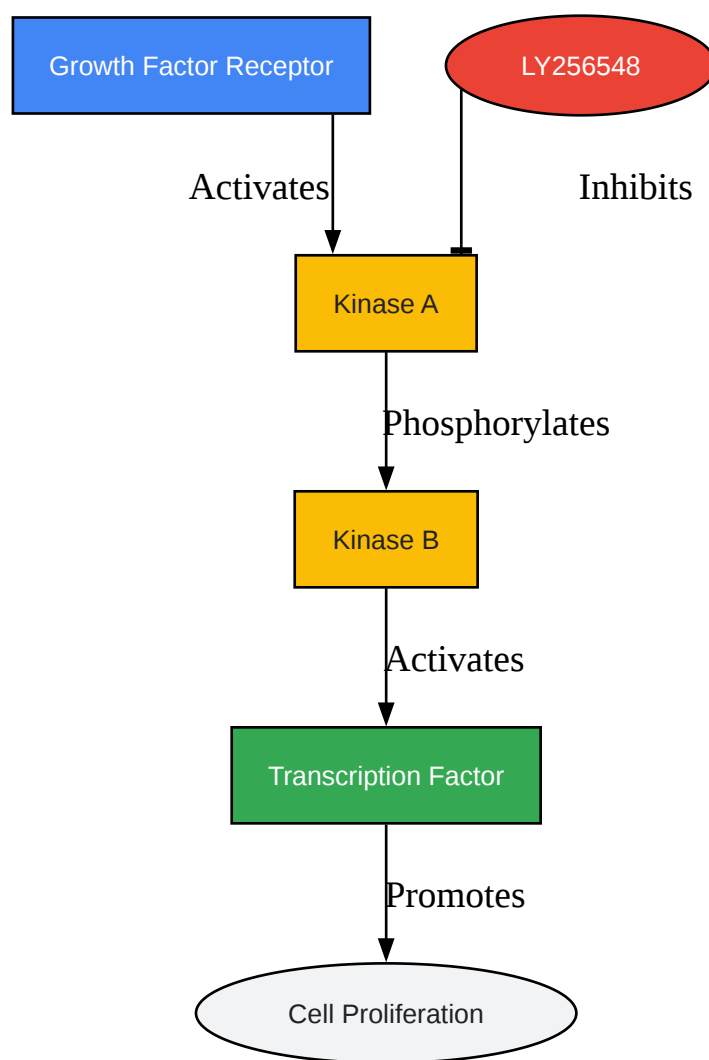 Growth Factor Receptor
LY256548
Activates
Inhibits
Kinase A
Phosphorylates
Kinase B
Activates
Transcription Factor
Promotes
Cell Proliferation